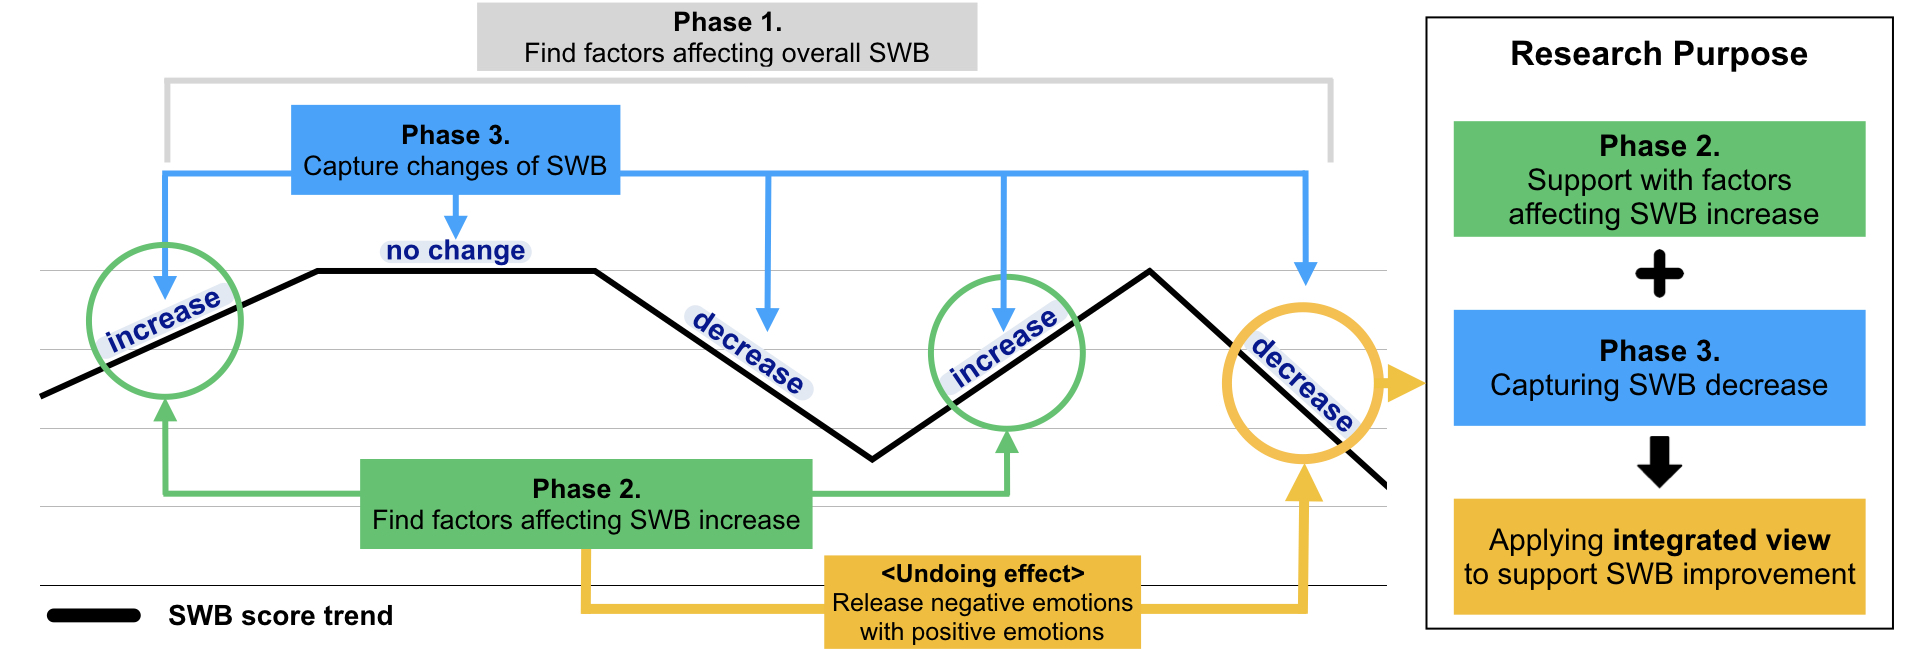 Phase 1.
Find factors affecting overall SWB
Phase 3.
Capture changes of SWB
no change
increase
decrease
increase
decrease
Phase 2.
Find factors affecting SWB increase
<Undoing effect>
Release negative emotions
with positive emotions
SWB score trend
Research Purpose
Phase 2.
Support with factors
affecting SWB increase
Phase 3.
Capturing SWB decrease
Applying integrated view
to support SWB improvement